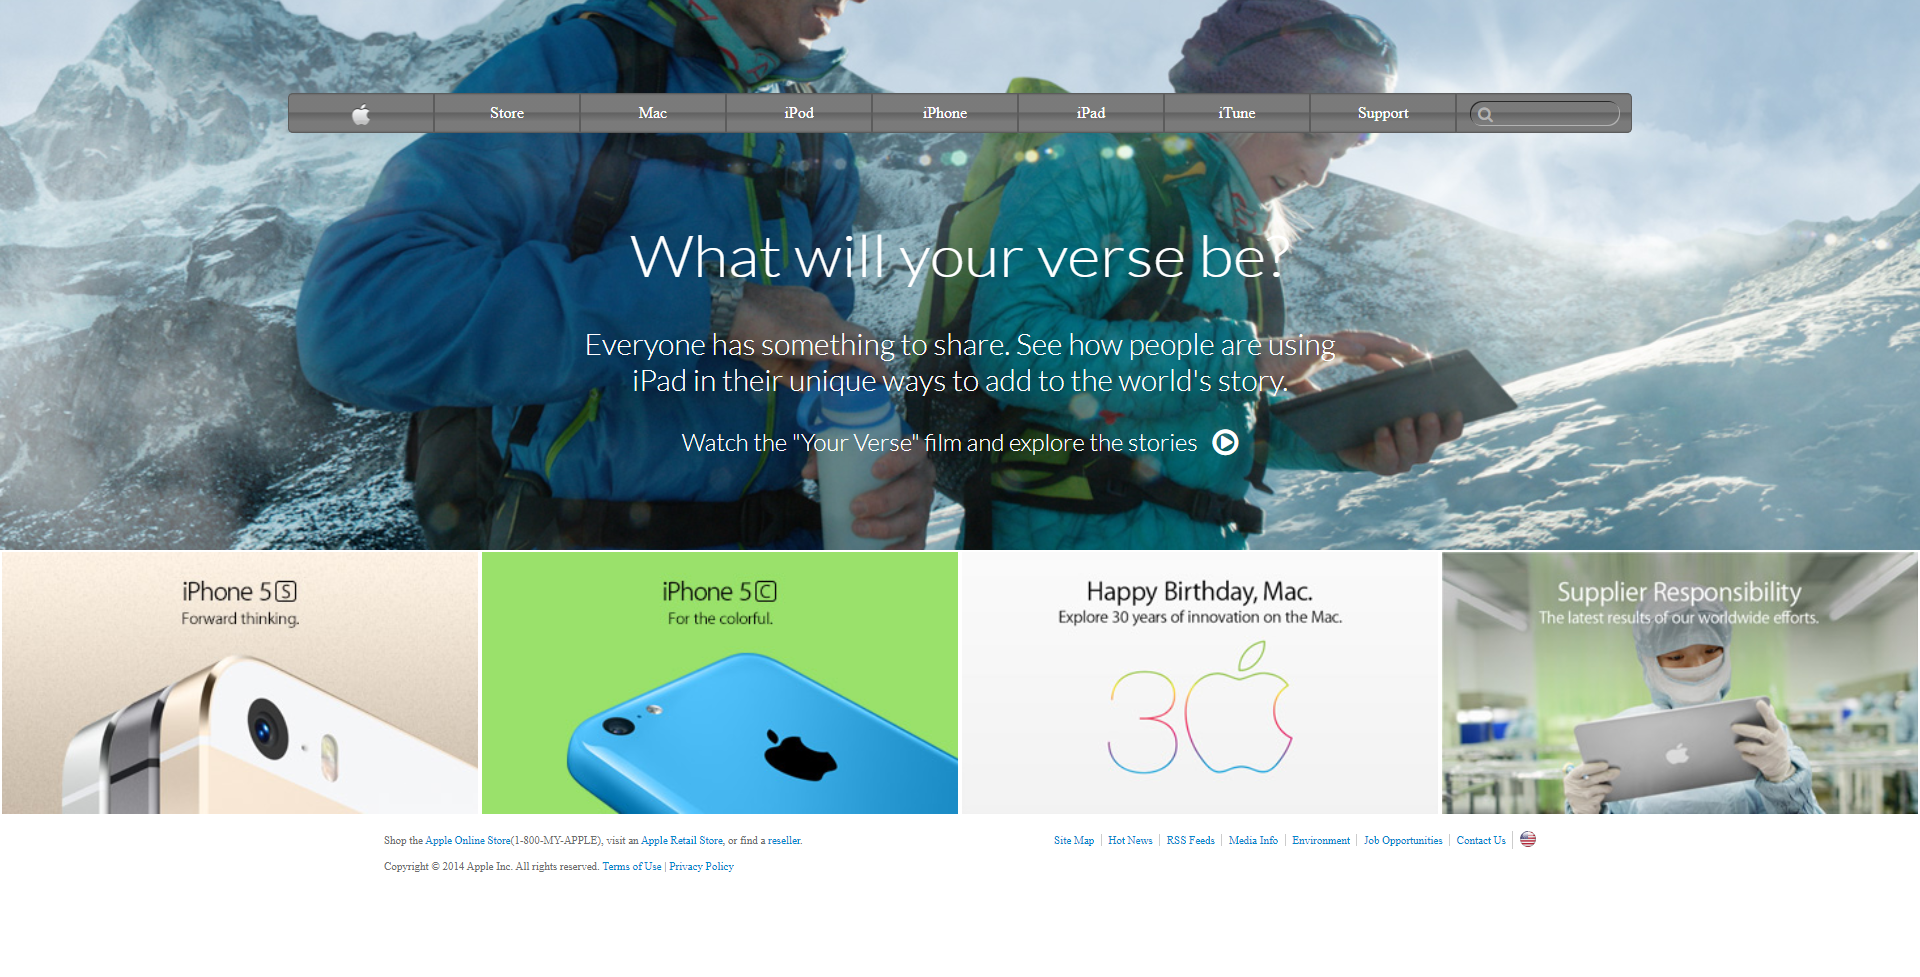 Store Mac iPod iPhone iPad iTune Support
What will your verse be?
Everyone has something to share. See how people are using
iPad in their unique ways to add to the world's story.
Watch the "Your Verse" film and explore the stories
iPhone 5S
Forward thinking.
iPhone 5C
For the colorful.
Happy Birthday, Mac.
Explore 30 years of innovation on the Mac.
30
Supplier Responsibility
The latest results of our worldwide efforts.
Shop the Apple Online Store(1-800-MY-APPLE), visit an Apple Retail Store, or find a reseller.
Site Map | Hot News | RSS Feeds | Media Info | Environment | Job Opportunities | Contact Us |
Copyright © 2014 Apple Inc. All rights reserved. Terms of Use | Privacy Policy